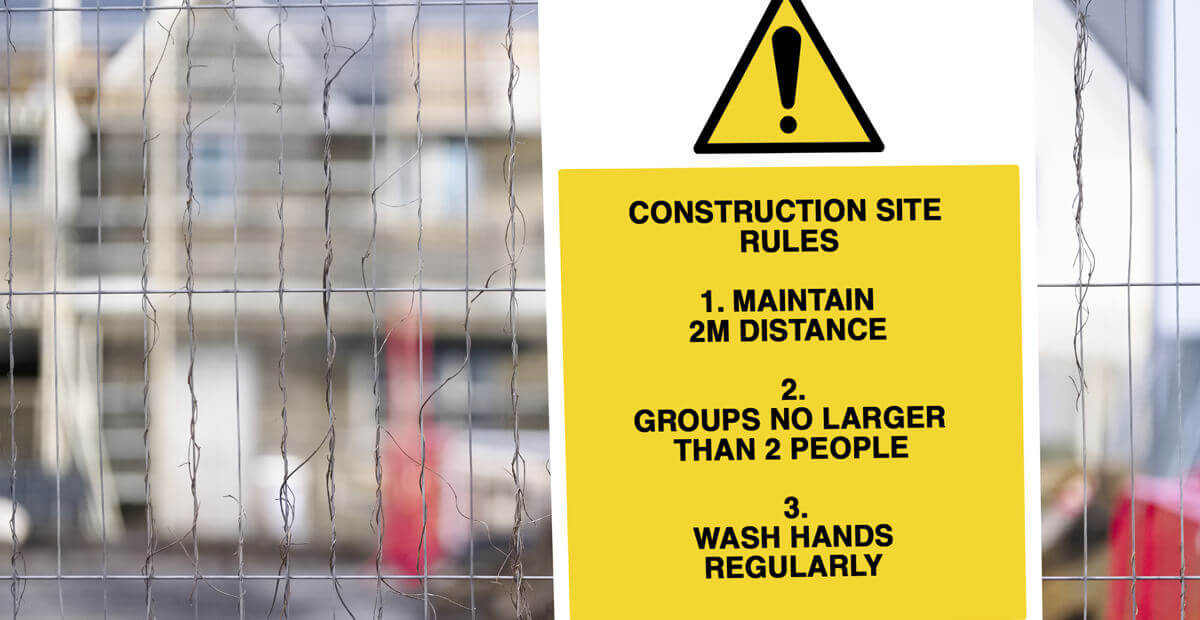 CONSTRUCTION SITE
RULES
1. MAINTAIN
2M DISTANCE
2.
GROUPS NO LARGER
THAN 2 PEOPLE
3.
WASH HANDS
REGULARLY